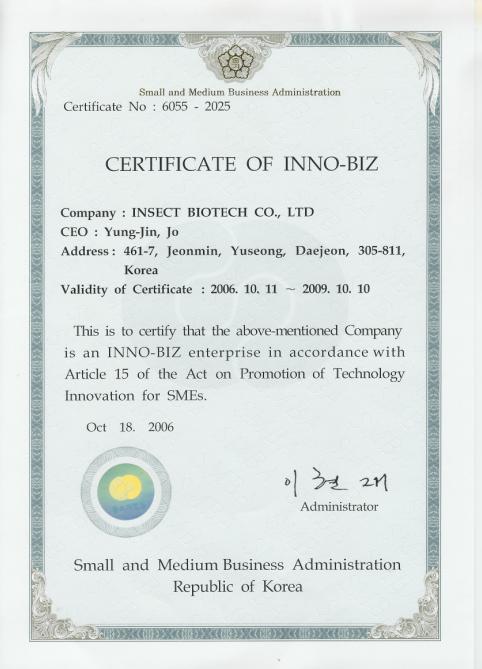 Small and Medium Business Administration
Certificate No : 6055 - 2025
CERTIFICATE OF INNO-BIZ
Company : INSECT BIOTECH CO., LTD
CEO : Yung-Jin, Jo
Address : 461-7, Jeonmin, Yuseong, Daejeon, 305-811,
Korea
Validity of Certificate : 2006. 10. 11 ~ 2009. 10. 10
This is to certify that the above-mentioned Company
is an INNO-BIZ enterprise in accordance with
Article 15 of the Act on Promotion of Technology
Innovation for SMEs.
Oct 18. 2006
이현재
Administrator
Small and Medium Business Administration
Republic of Korea